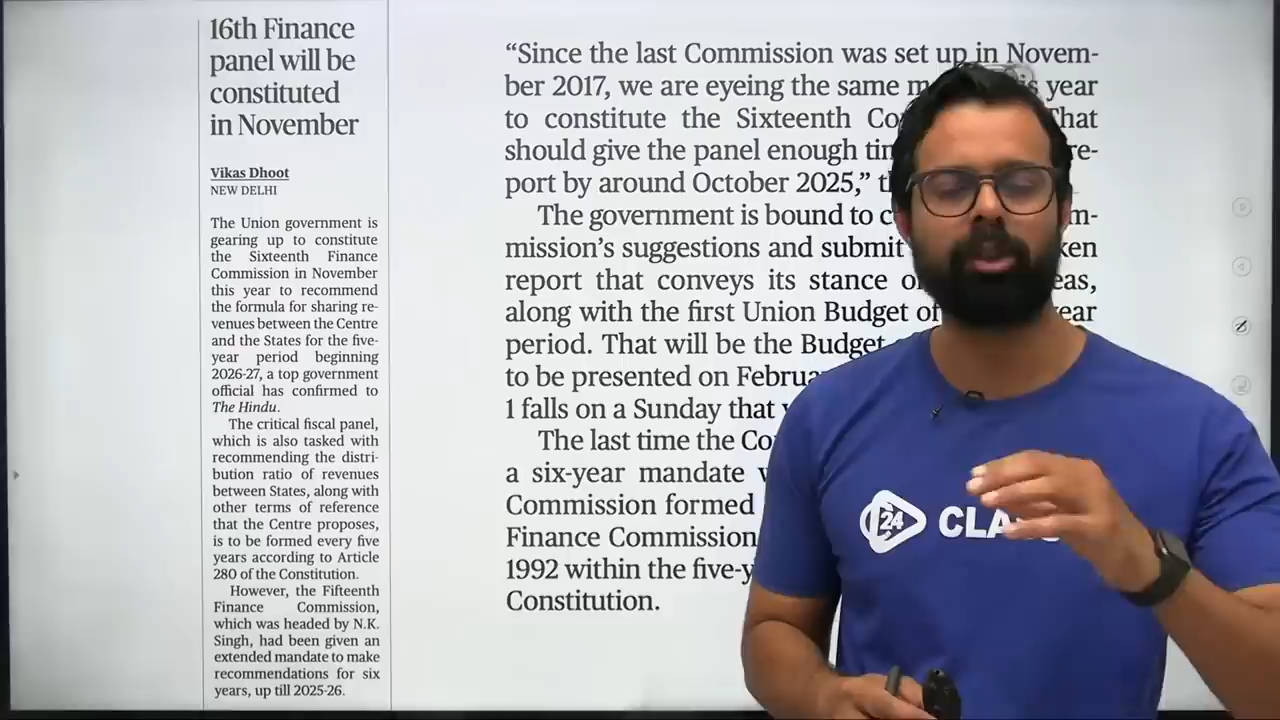 16th Finance
panel will be
constituted
in November
Vikas Dhoot
NEW DELHI
The Union government is
gearing up to constitute
the Sixteenth Finance
Commission in November
this year to recommend
the formula for sharing re-
venues between the Centre
and the States for the five-
year period beginning
2026-27, a top government
official has confirmed to
The Hindu.
The critical fiscal panel,
which is also tasked with
recommending the distri-
bution ratio of revenues
between States, along with
other terms of reference
that the Centre proposes,
is to be formed every five
years according to Article
280 of the Constitution.
However, the Fifteenth
Finance Commission,
which was headed by N.K.
Singh, had been given an
extended mandate to make
recommendations for six
years, up till 2025-26.
“Since the last Commission was set up in Novem-
ber 2017, we are eyeing the same year
to constitute the Sixteenth That
should give the panel enough re-
port by around October 2025,”
The government is bound to
mission’s suggestions and submit
report that conveys its stance
along with the first Union Budget
period. That will be the Budget
to be presented on
1 falls on a Sunday that
The last time the
a six-year mandate
Commission formed
Finance Commission
1992 within the
Constitution.
24